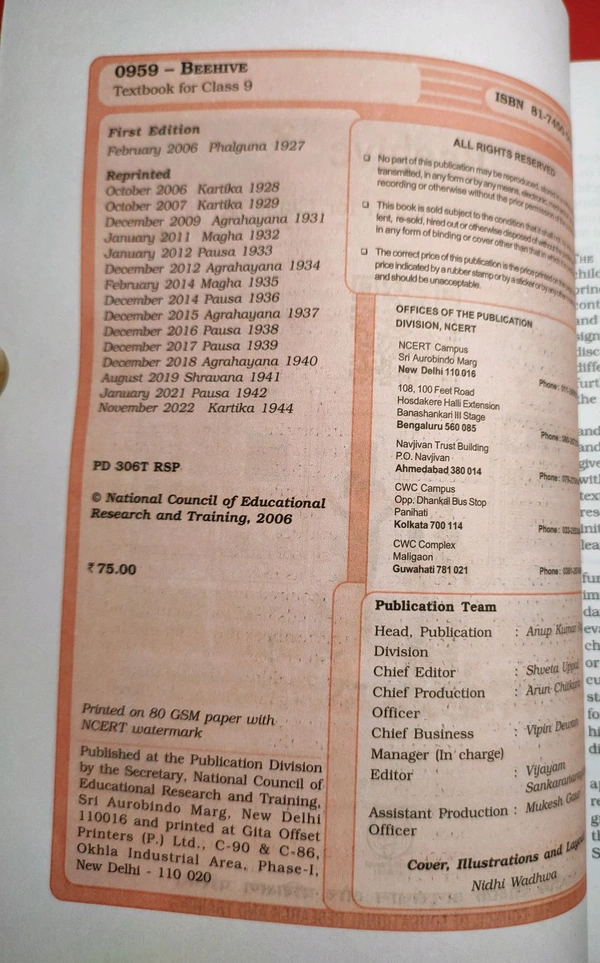 0959 – BEEHIVE
Textbook for Class 9
ISBN 81-7450-
First Edition
February 2006 Phalguna 1927
Reprinted
October 2006 Kartika 1928
October 2007 Kartika 1929
December 2009 Agrahayana 1931
January 2011 Magha 1932
January 2012 Pausa 1933
December 2012 Agrahayana 1934
February 2014 Magha 1935
December 2014 Pausa 1936
December 2015 Agrahayana 1937
December 2016 Pausa 1938
December 2017 Pausa 1939
December 2018 Agrahayana 1940
August 2019 Shravana 1941
January 2021 Pausa 1942
November 2022 Kartika 1944
PD 306T RSP
© National Council of Educational
Research and Training, 2006
₹ 75.00
Printed on 80 GSM paper with
NCERT watermark
Published at the Publication Division
by the Secretary, National Council of
Educational Research and Training,
Sri Aurobindo Marg, New Delhi
110016 and printed at Gita Offset
Printers (P.) Ltd., C-90 & C-86,
Okhla Industrial Area, Phase-I,
New Delhi - 110 020
ALL RIGHTS RESERVED
❑ No part of this publication may be reproduced,
transmitted, in any form or by any means, electronic,
recording or otherwise without the prior permission
❑ This book is sold subject to the condition that it
lent, re-sold, hired out or otherwise disposed of without
in any form of binding or cover other than that in which
❑ The correct price of this publication is the price printed on
price indicated by a rubber stamp or by a sticker or by any
and should be unacceptable.
OFFICES OF THE PUBLICATION
DIVISION, NCERT
NCERT Campus
Sri Aurobindo Marg
New Delhi 110 016
Phone :
108, 100 Feet Road
Hosdakere Halli Extension
Banashankari III Stage
Bengaluru 560 085
Phone :
Navjivan Trust Building
P.O. Navjivan
Ahmedabad 380 014
Phone :
CWC Campus
Opp. Dhankal Bus Stop
Panihati
Kolkata 700 114
Phone :
CWC Complex
Maligaon
Guwahati 781 021
Phone :
Publication Team
Head, Publication : Anup Kumar
Division
Chief Editor : Shveta Uppal
Chief Production : Arun Chitkara
Officer
Chief Business : Vipin Dewan
Manager (In charge)
Editor : Vijayam
Sankaranarayanan
Assistant Production : Mukesh Gaur
Officer
Cover, Illustrations and Layout
Nidhi Wadhwa